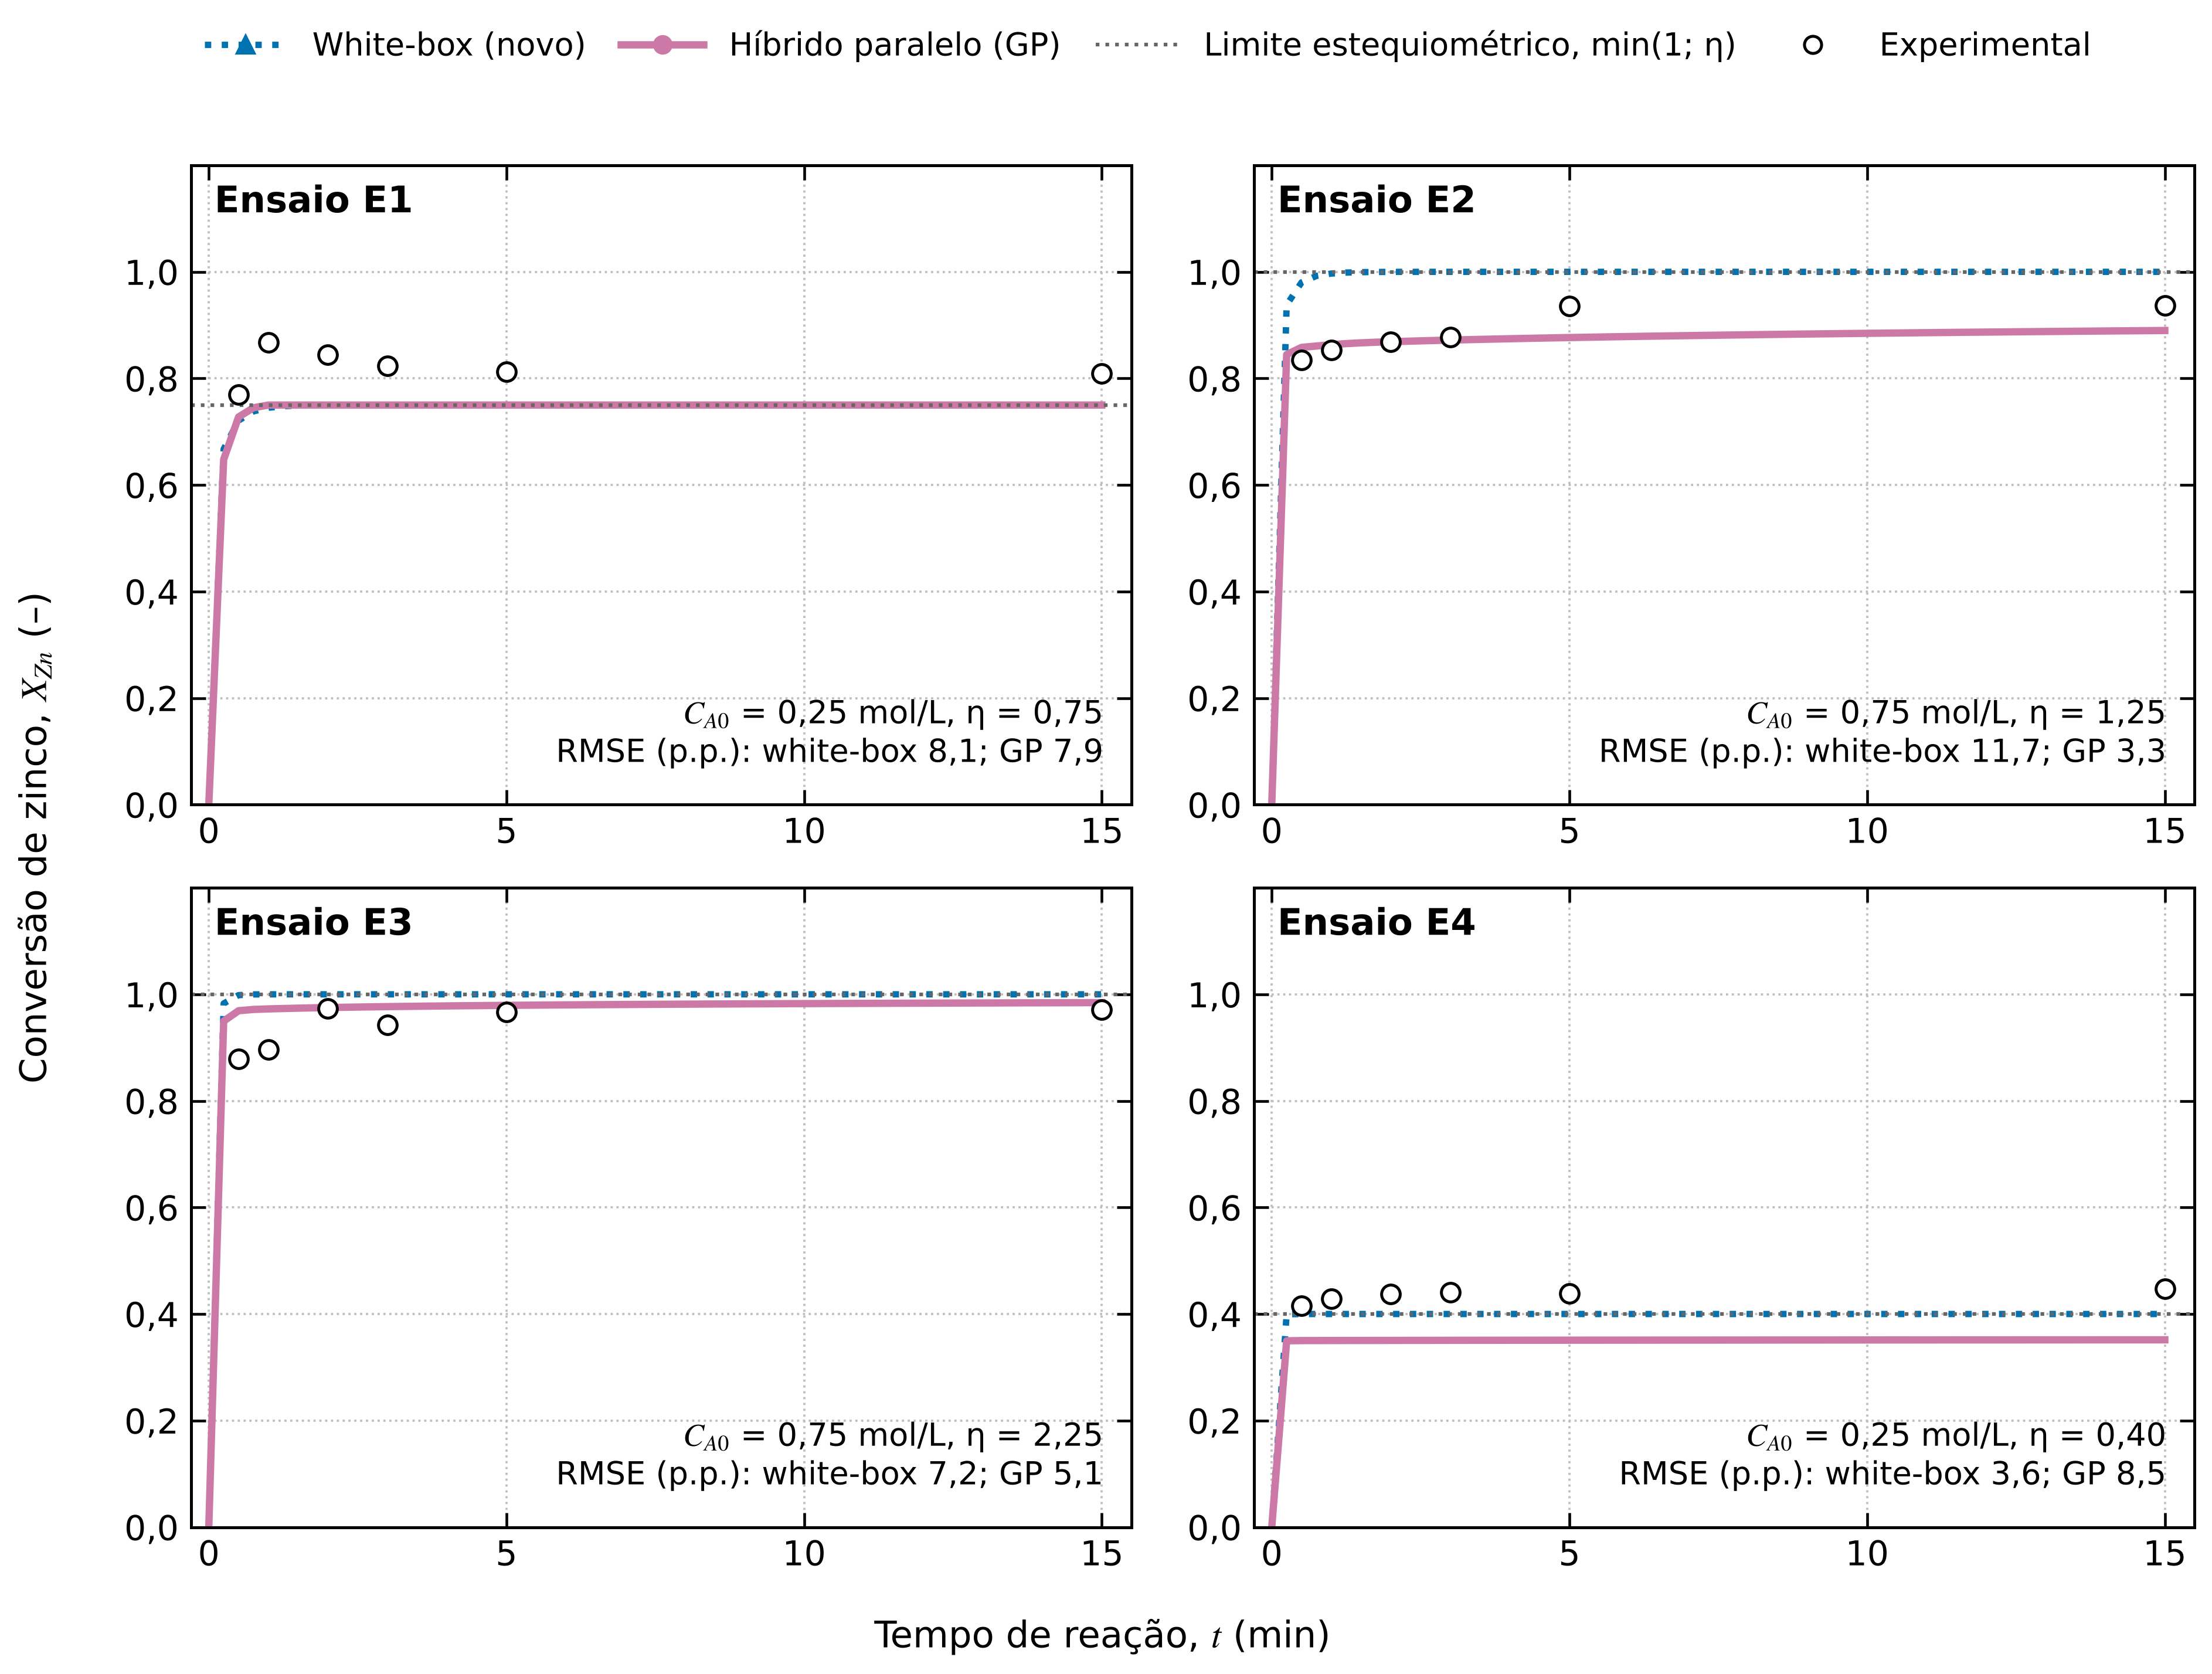 White-box (novo) Híbrido paralelo (GP) Limite estequiométrico, min(1; η) Experimental
Conversão de zinco, X_Zn (–)
Ensaio E1
1,0
0,8
0,6
0,4
0,2
0,0
C_A0 = 0,25 mol/L, η = 0,75
RMSE (p.p.): white-box 8,1; GP 7,9
0 5 10 15
Ensaio E2
1,0
0,8
0,6
0,4
0,2
0,0
C_A0 = 0,75 mol/L, η = 1,25
RMSE (p.p.): white-box 11,7; GP 3,3
0 5 10 15
Ensaio E3
1,0
0,8
0,6
0,4
0,2
0,0
C_A0 = 0,75 mol/L, η = 2,25
RMSE (p.p.): white-box 7,2; GP 5,1
0 5 10 15
Ensaio E4
1,0
0,8
0,6
0,4
0,2
0,0
C_A0 = 0,25 mol/L, η = 0,40
RMSE (p.p.): white-box 3,6; GP 8,5
0 5 10 15
Tempo de reação, t (min)